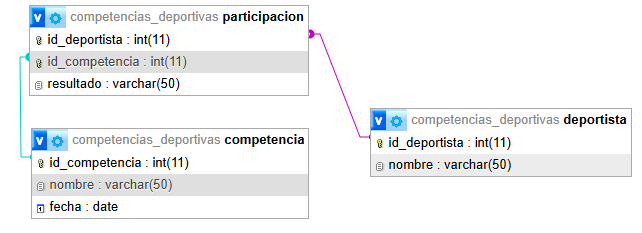 v competencias_deportivas participacion
id_deportista : int(11)
id_competencia : int(11)
resultado : varchar(50)
v competencias_deportivas competencia
id_competencia : int(11)
nombre : varchar(50)
fecha : date
v competencias_deportivas deportista
id_deportista : int(11)
nombre : varchar(50)